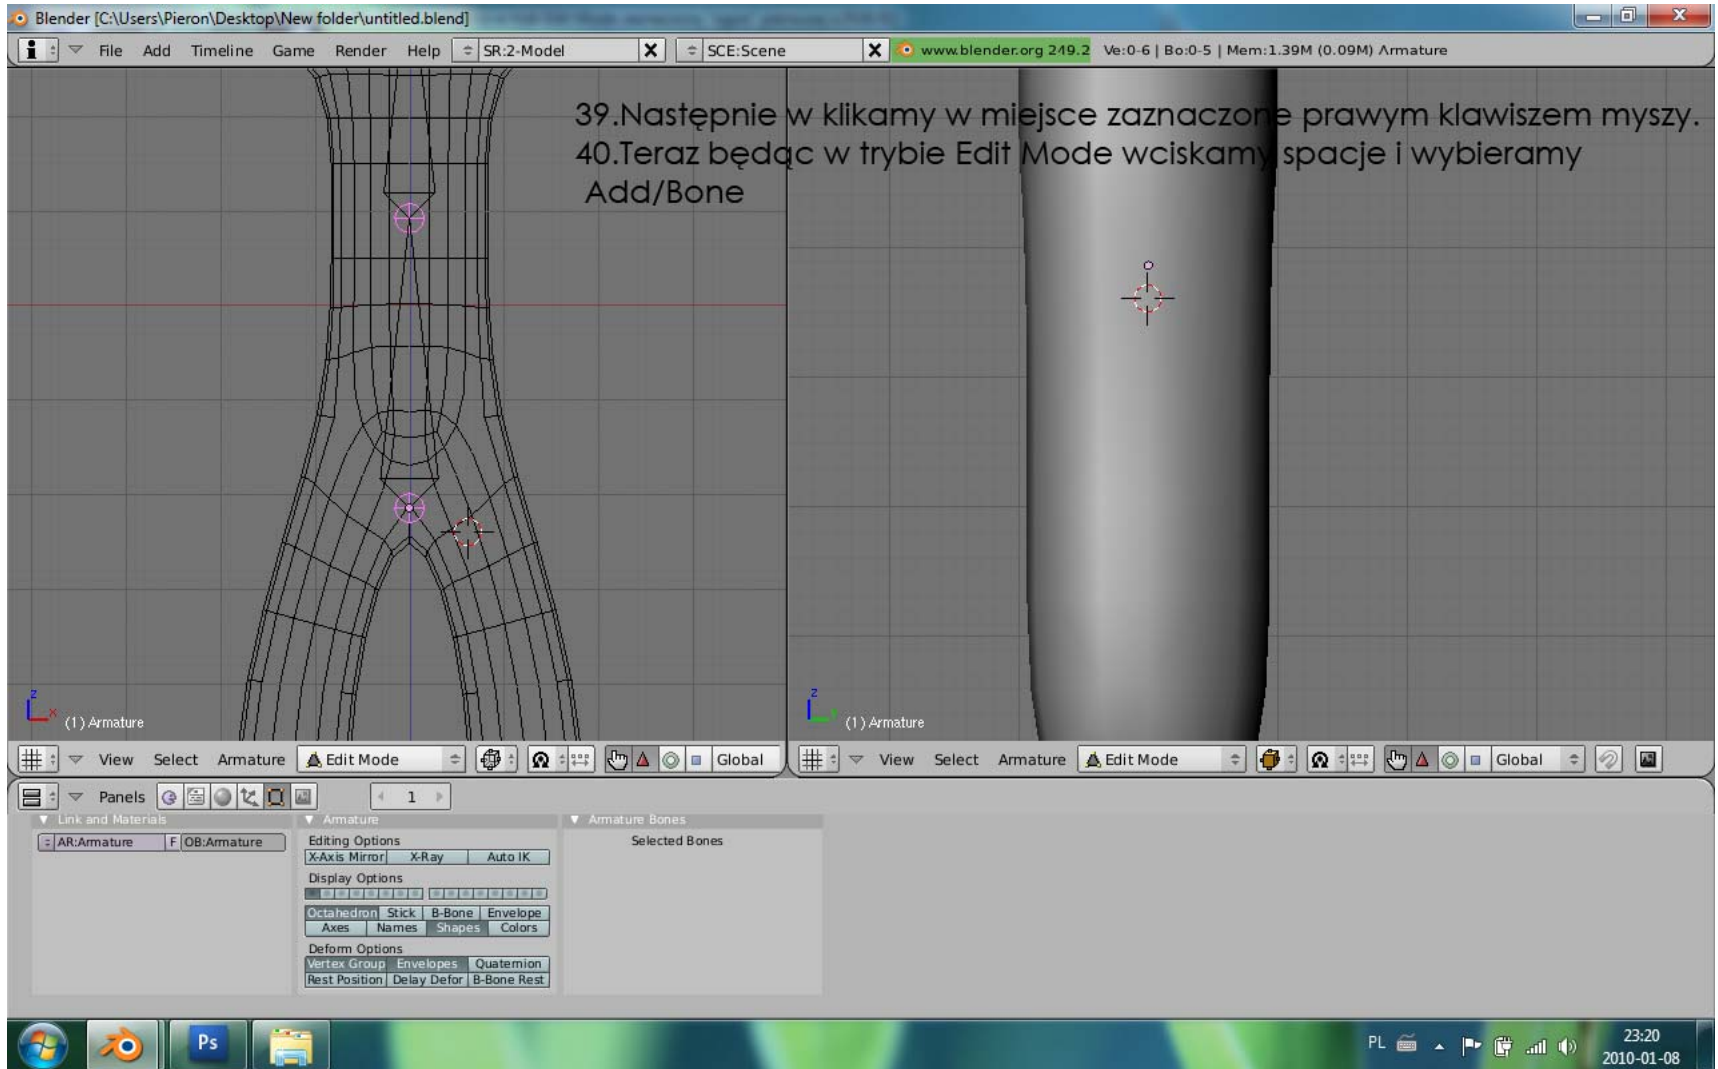 Blender [C:\Users\Pieron\Desktop\New folder\untitled.blend]
File Add Timeline Game Render Help SR:2-Model X SCE:Scene X www.blender.org 249.2 Ve:0-6 | Bo:0-5 | Mem:1.39M (0.09M) Armature
39.Następnie w klikamy w miejsce zaznaczone prawym klawiszem myszy.
40.Teraz będąc w trybie Edit Mode wciskamy spacje i wybieramy
Add/Bone
z
x
(1) Armature
z
y
(1) Armature
View Select Armature Edit Mode Global
View Select Armature Edit Mode Global
Panels 1
Link and Materials
AR:Armature F OB:Armature
Armature
Editing Options
X-Axis Mirror X-Ray Auto IK
Display Options
Octahedron Stick B-Bone Envelope
Axes Names Shapes Colors
Deform Options
Vertex Group Envelopes Quaternion
Rest Position Delay Defor B-Bone Rest
Armature Bones
Selected Bones
Ps
PL
23:20
2010-01-08